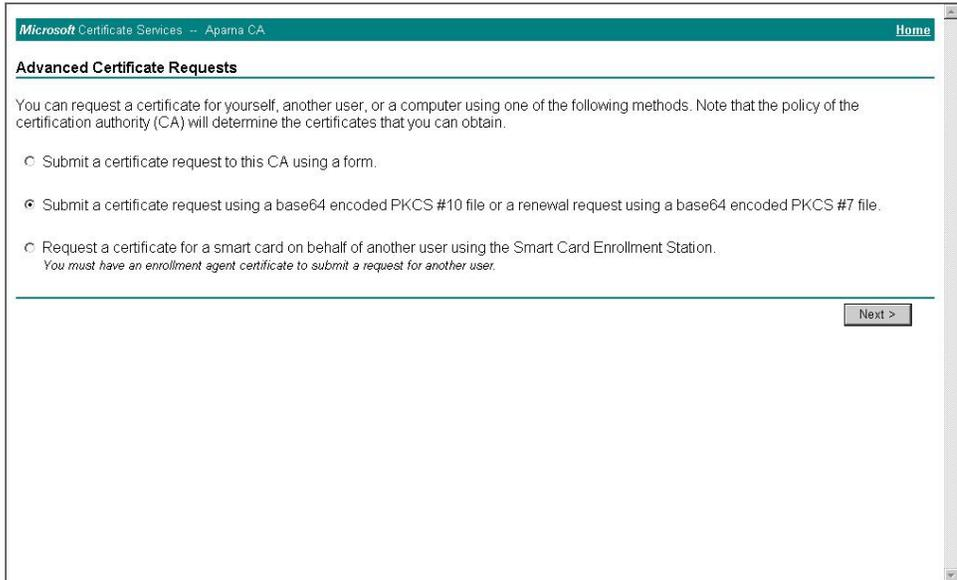 Microsoft Certificate Services -- Aparna CA Home
Advanced Certificate Requests
You can request a certificate for yourself, another user, or a computer using one of the following methods. Note that the policy of the
certification authority (CA) will determine the certificates that you can obtain.
Submit a certificate request to this CA using a form.
Submit a certificate request using a base64 encoded PKCS #10 file or a renewal request using a base64 encoded PKCS #7 file.
Request a certificate for a smart card on behalf of another user using the Smart Card Enrollment Station.
You must have an enrollment agent certificate to submit a request for another user.
Next >